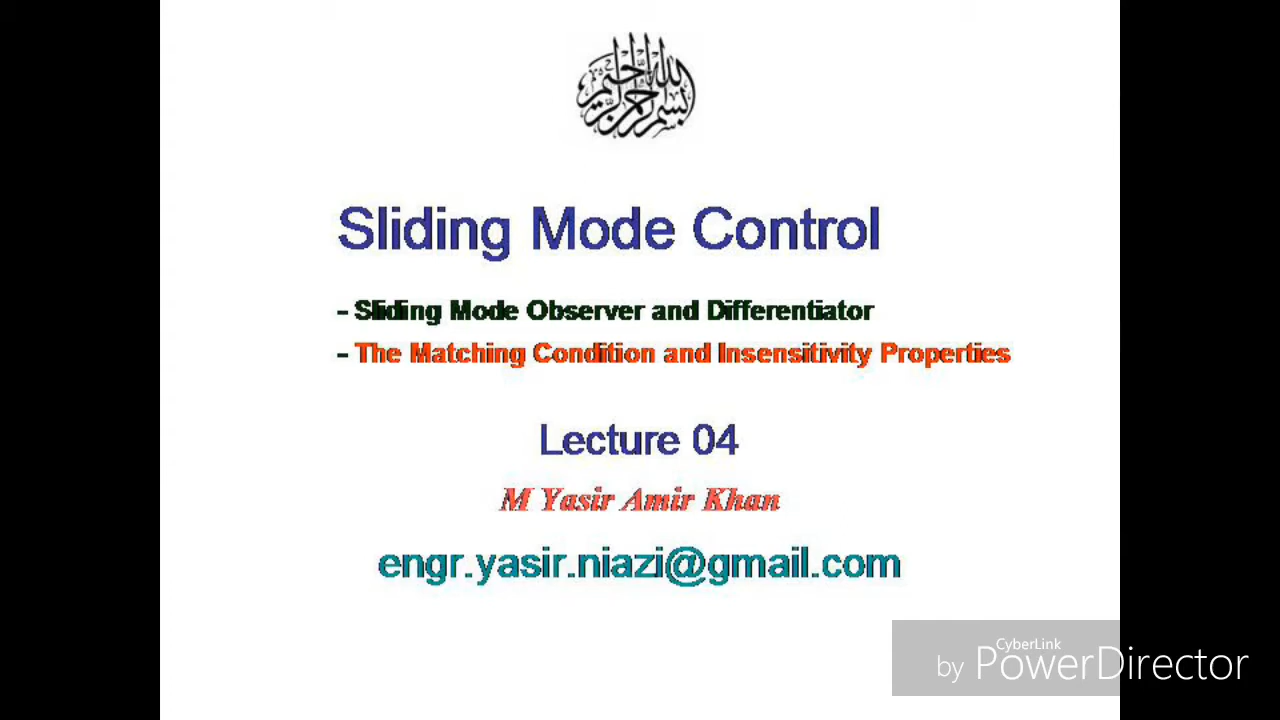 بسم الله الرحمن الرحيم
Sliding Mode Control
- Sliding Mode Observer and Differentiator
- The Matching Condition and Insensitivity Properties
Lecture 04
M Yasir Amir Khan
engr.yasir.niazi@gmail.com
CyberLink
by PowerDirector